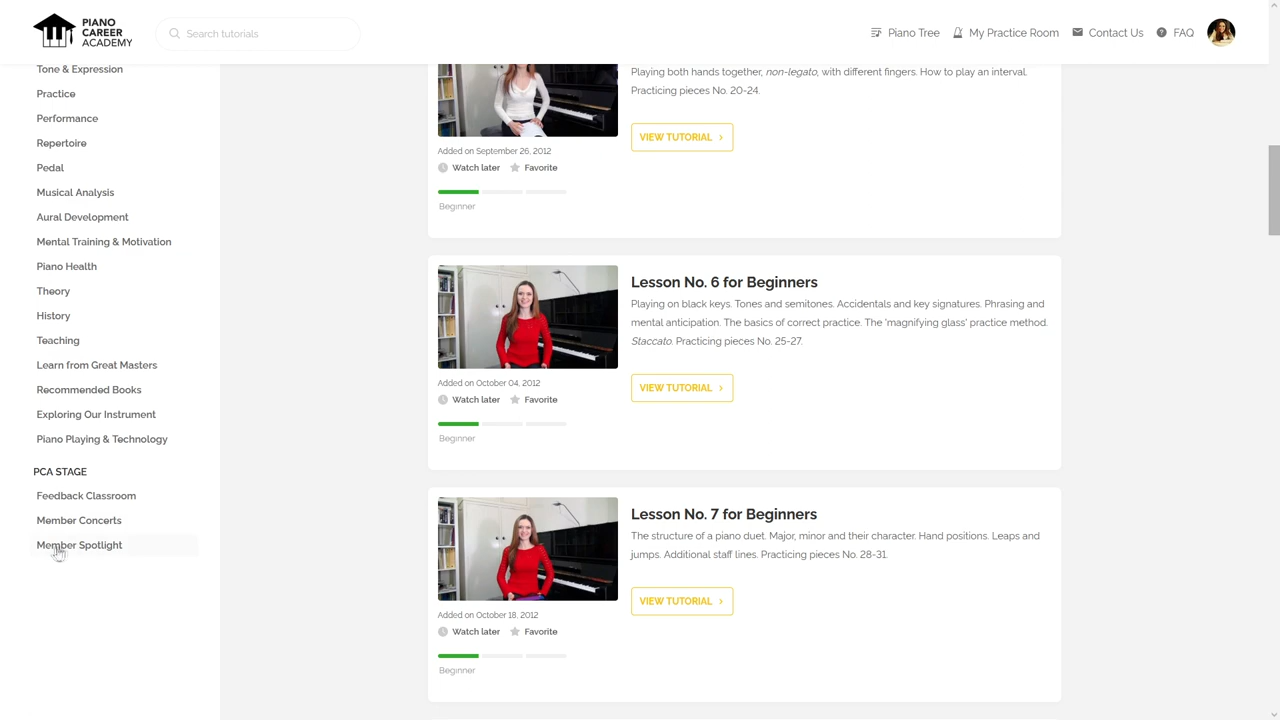 PIANO
CAREER
ACADEMY
Search tutorials
Piano Tree
My Practice Room
Contact Us
FAQ
Tone & Expression
Practice
Performance
Repertoire
Pedal
Musical Analysis
Aural Development
Mental Training & Motivation
Piano Health
Theory
History
Teaching
Learn from Great Masters
Recommended Books
Exploring Our Instrument
Piano Playing & Technology
PCA STAGE
Feedback Classroom
Member Concerts
Member Spotlight
Playing both hands together, non-legato, with different fingers. How to play an interval.
Practicing pieces No. 20-24.
VIEW TUTORIAL
Added on September 26, 2012
Watch later
Favorite
Beginner
Lesson No. 6 for Beginners
Playing on black keys. Tones and semitones. Accidentals and key signatures. Phrasing and
mental anticipation. The basics of correct practice. The 'magnifying glass' practice method.
Staccato. Practicing pieces No. 25-27.
VIEW TUTORIAL
Added on October 04, 2012
Watch later
Favorite
Beginner
Lesson No. 7 for Beginners
The structure of a piano duet. Major, minor and their character. Hand positions. Leaps and
jumps. Additional staff lines. Practicing pieces No. 28-31.
VIEW TUTORIAL
Added on October 18, 2012
Watch later
Favorite
Beginner